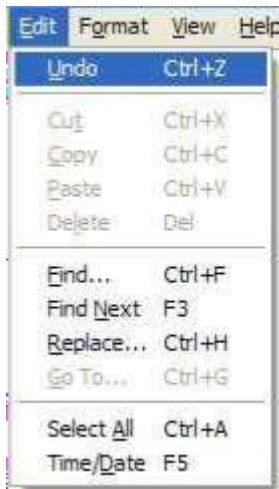 Edit Format View Help
Undo Ctrl+Z
Cut Ctrl+X
Copy Ctrl+C
Paste Ctrl+V
Delete Del
Find... Ctrl+F
Find Next F3
Replace... Ctrl+H
Go To... Ctrl+G
Select All Ctrl+A
Time/Date F5